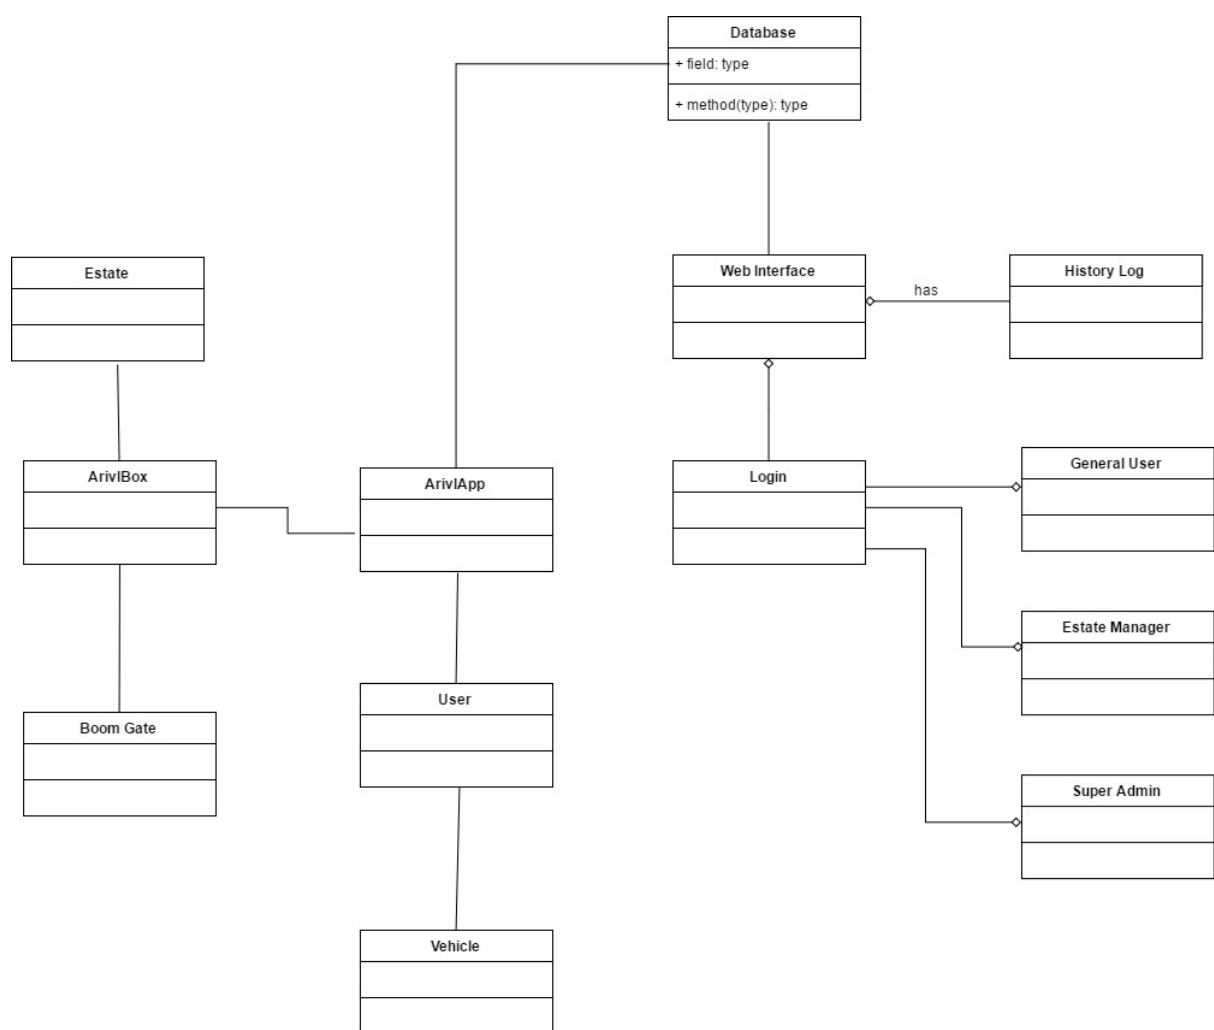 Database
+ field: type
+ method(type): type
Estate
Web Interface
has
History Log
ArivlBox
ArivlApp
Login
General User
Estate Manager
User
Boom Gate
Super Admin
Vehicle